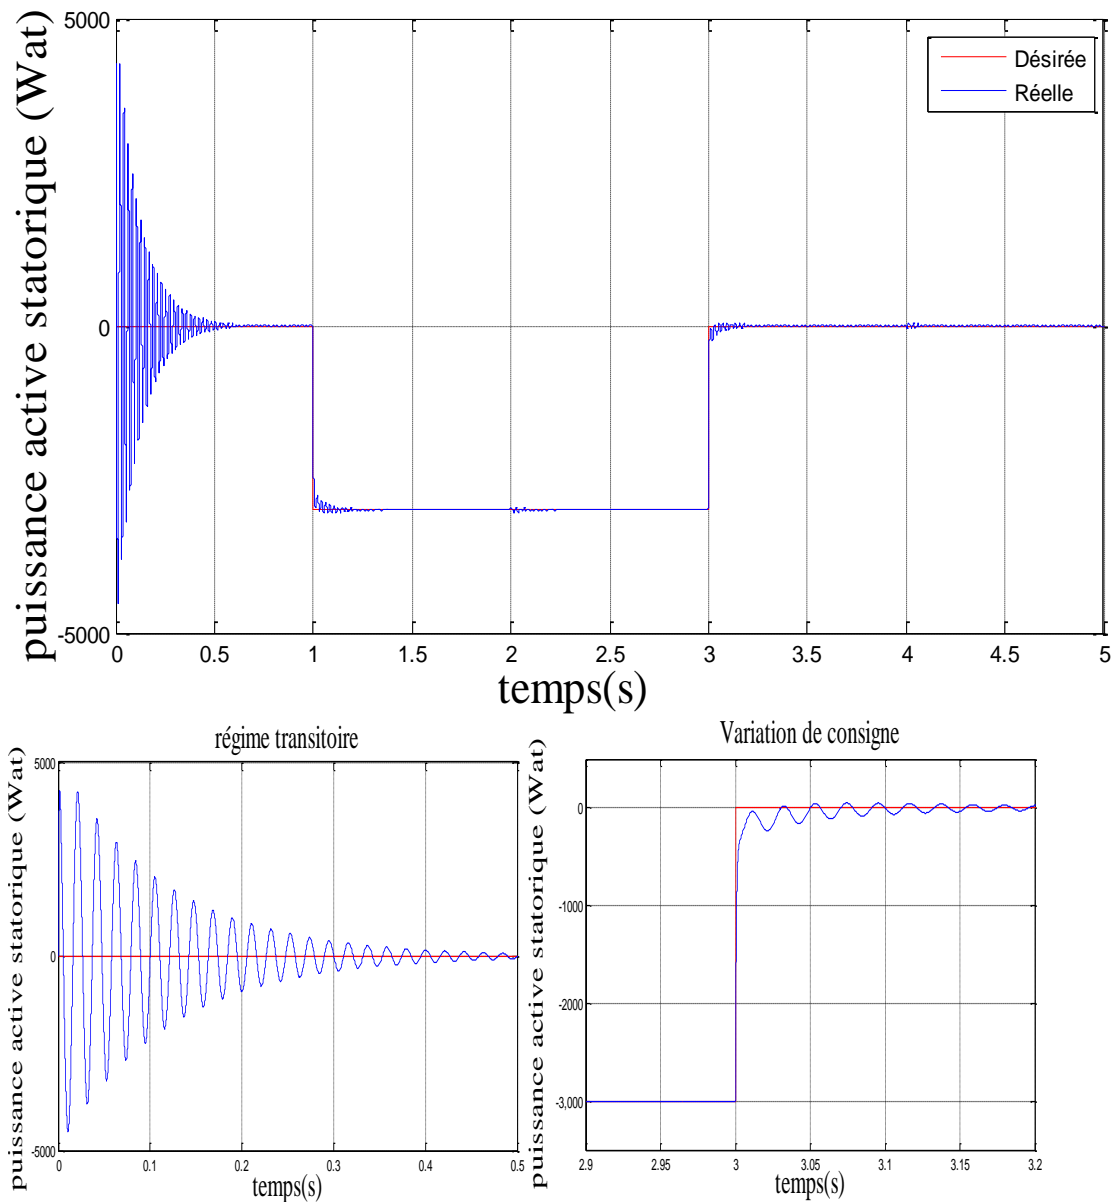 puissance active statorique (Wat)
5000
0
-5000
Désirée
Réelle
0 0.5 1 1.5 2 2.5 3 3.5 4 4.5 5
temps(s)
régime transitoire
puissance active statorique (Wat)
5000
0
-5000
0 0.1 0.2 0.3 0.4 0.5
temps(s)
Variation de consigne
puissance active statorique (Wat)
0
-1000
-2000
-3,000
2.9 2.95 3 3.05 3.1 3.15 3.2
temps(s)